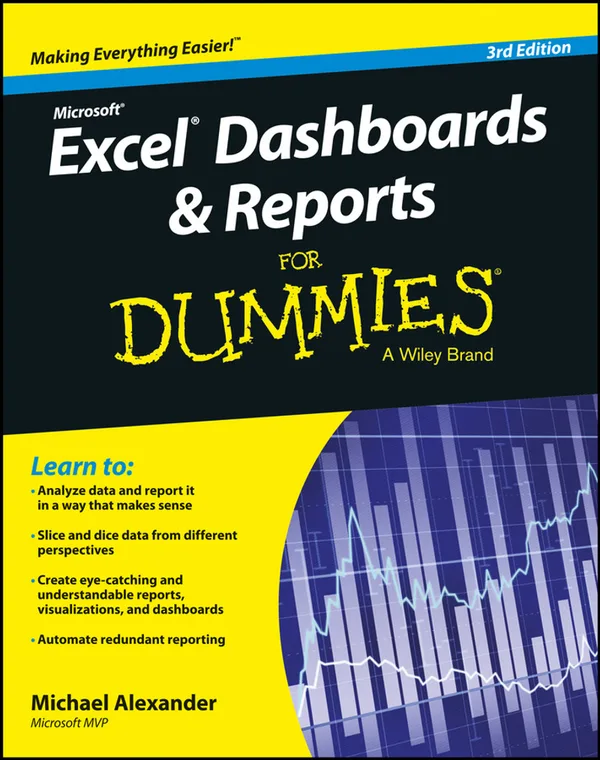 Making Everything Easier!™
3rd Edition
Microsoft®
Excel® Dashboards
& Reports
FOR
DUMMIES®
A Wiley Brand
Learn to:
• Analyze data and report it
in a way that makes sense
• Slice and dice data from different
perspectives
• Create eye-catching and
understandable reports,
visualizations, and dashboards
• Automate redundant reporting
Michael Alexander
Microsoft MVP